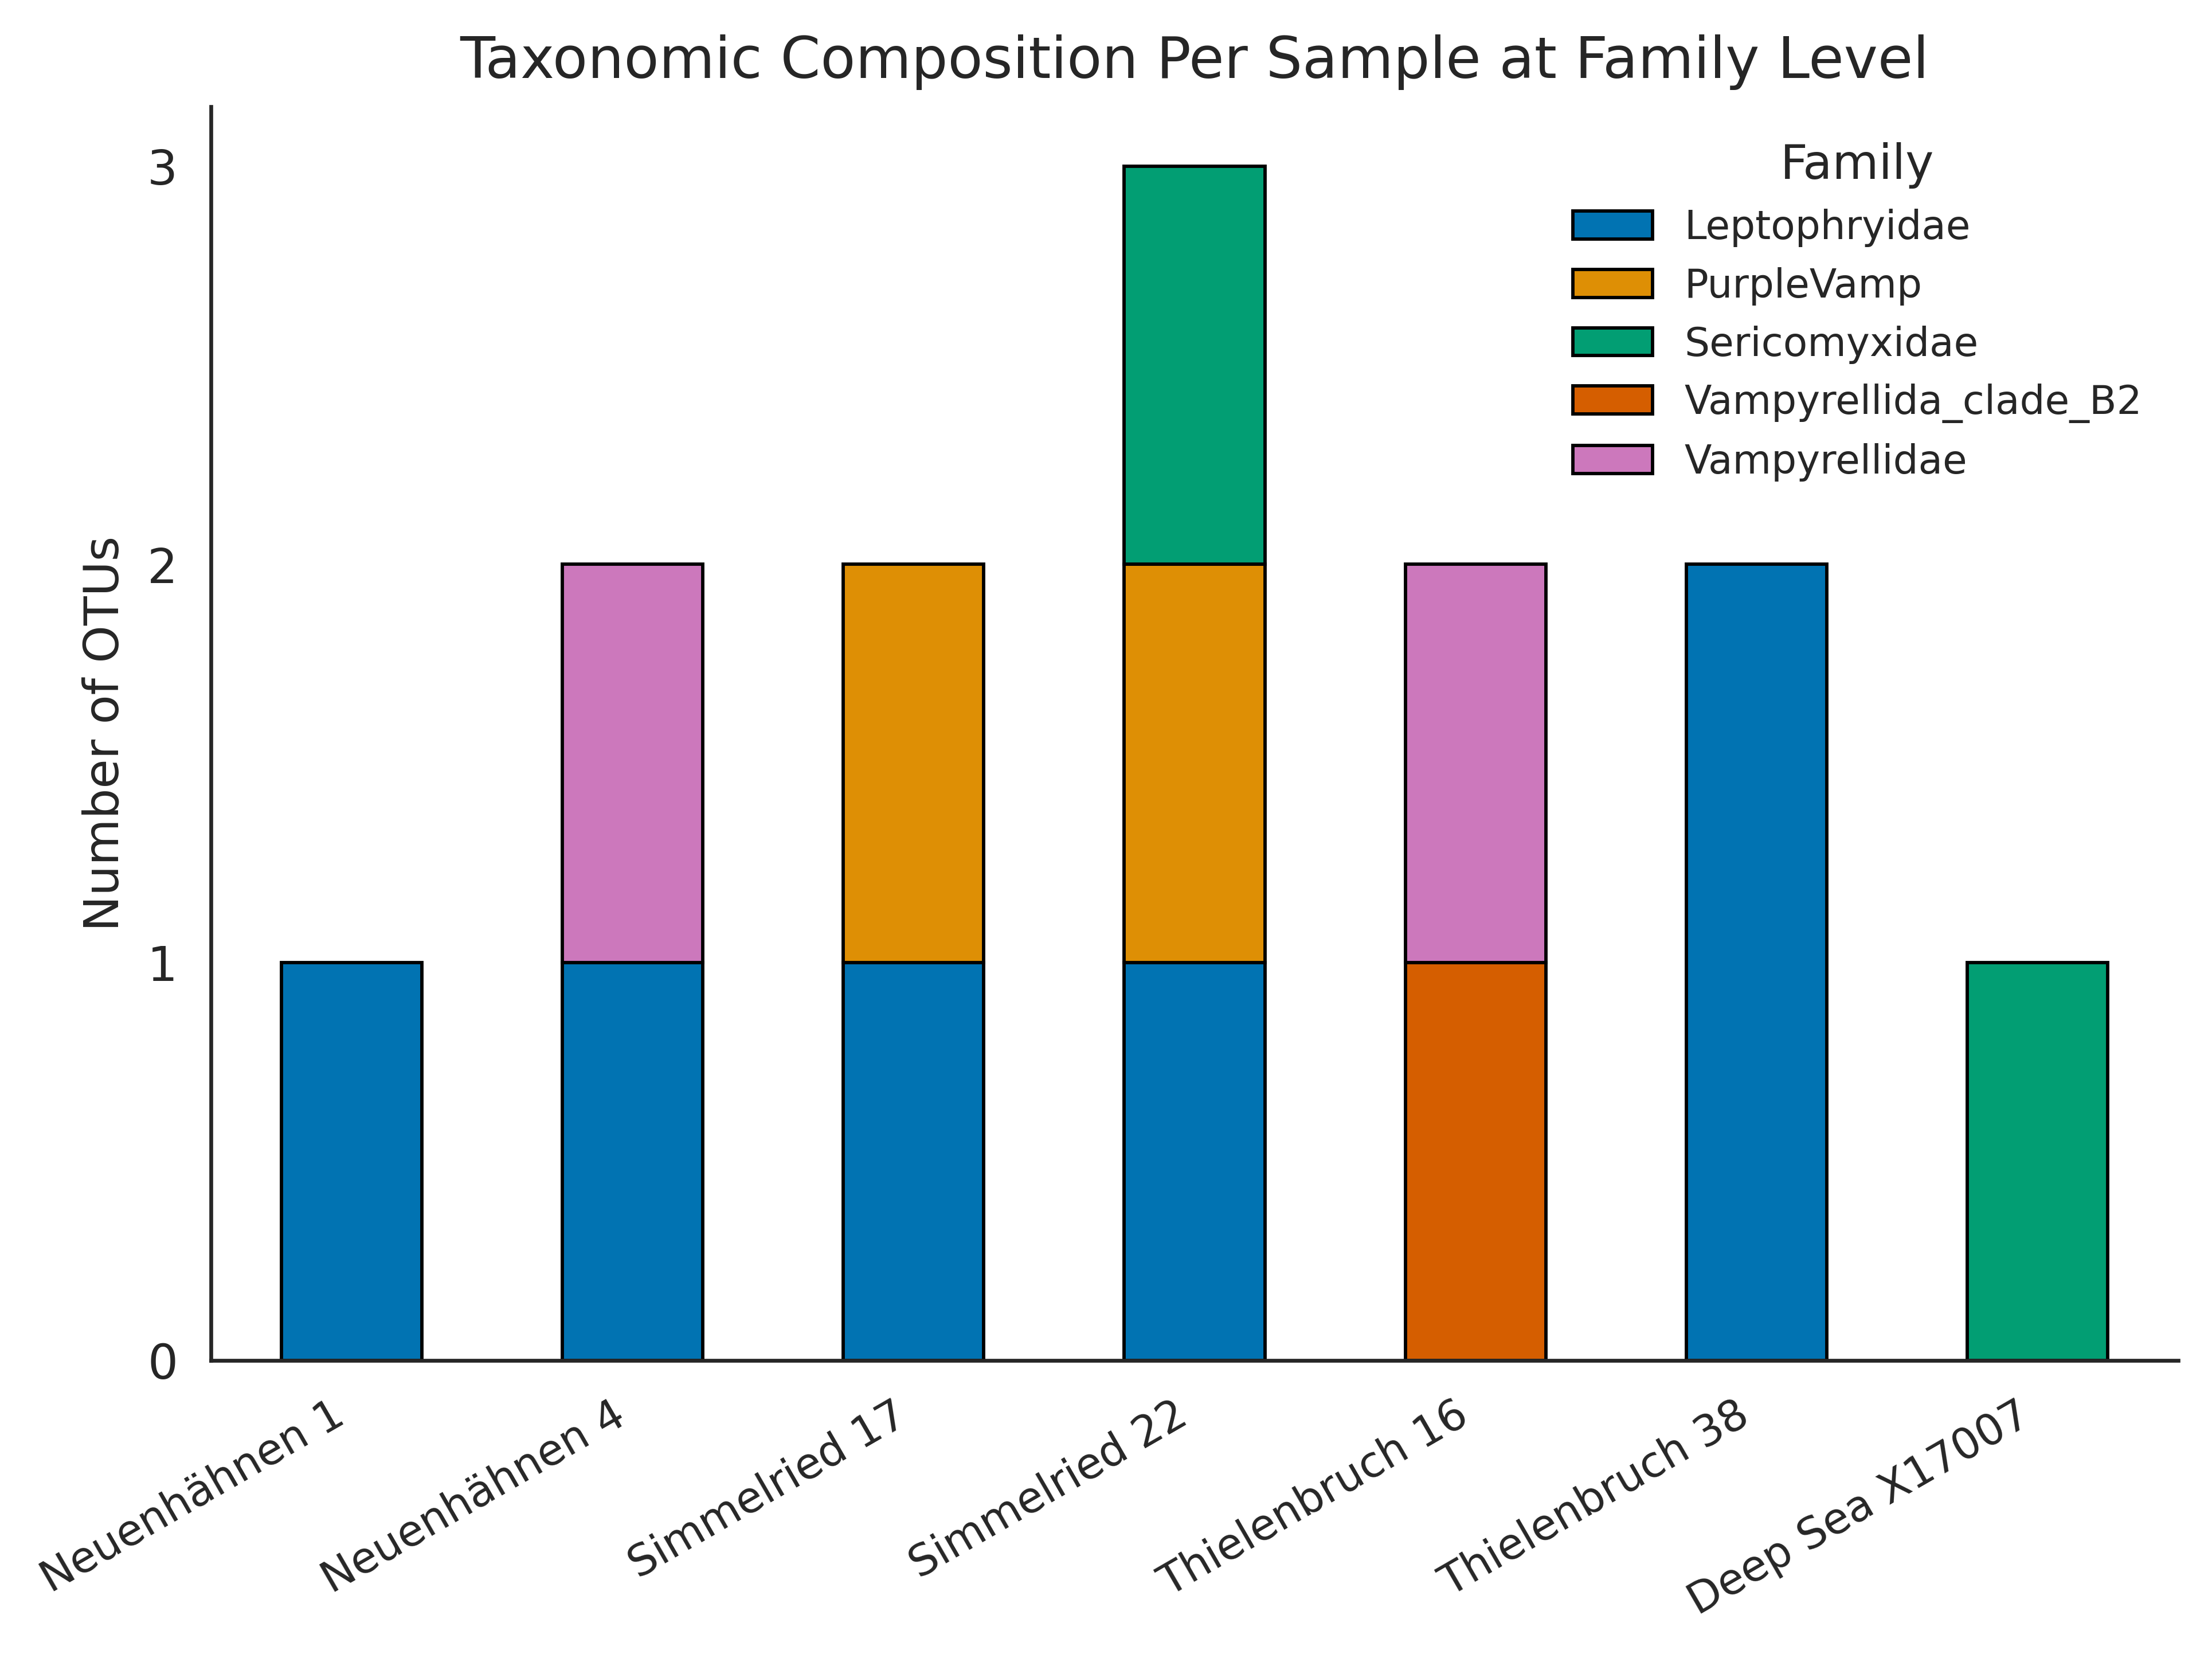 Taxonomic Composition Per Sample at Family Level
Family
Leptophryidae
PurpleVamp
Sericomyxidae
Vampyrellida_clade_B2
Vampyrellidae
Number of OTUs
3
2
1
0
Neuenhähnen 1
Neuenhähnen 4
Simmelried 17
Simmelried 22
Thielenbruch 16
Thielenbruch 38
Deep Sea X17007